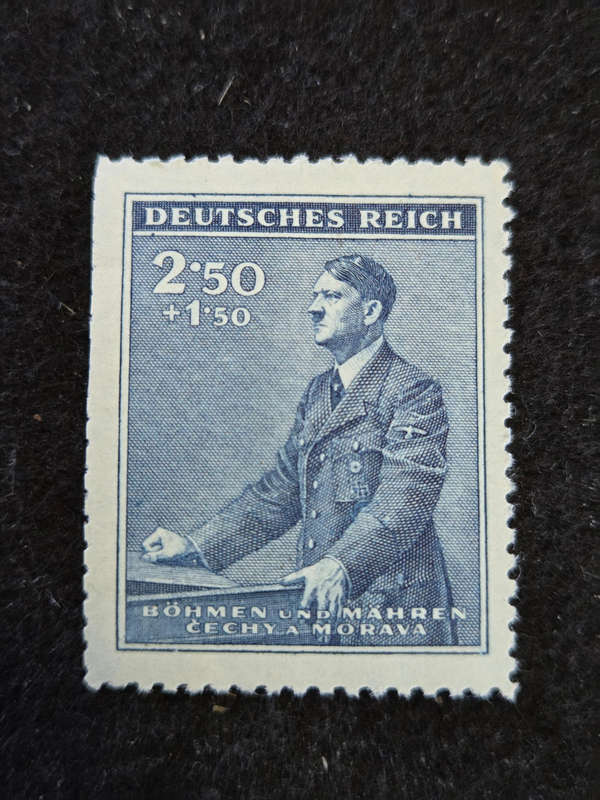 DEUTSCHES REICH
2·50
+1·50
BÖHMEN UND MÄHREN
ČECHY A MORAVA